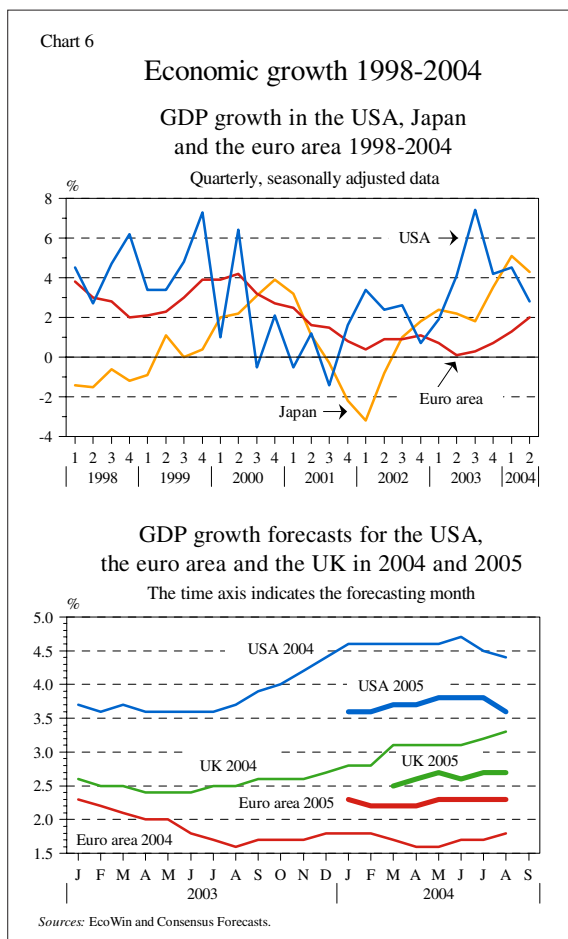 Chart 6
Economic growth 1998-2004
GDP growth in the USA, Japan
and the euro area 1998-2004
Quarterly, seasonally adjusted data
%
8
6
4
2
0
-2
-4
USA
Euro area
Japan
1 2 3 4 1 2 3 4 1 2 3 4 1 2 3 4 1 2 3 4 1 2 3 4 1 2
1998 1999 2000 2001 2002 2003 2004
GDP growth forecasts for the USA,
the euro area and the UK in 2004 and 2005
The time axis indicates the forecasting month
%
5.0
4.5
4.0
3.5
3.0
2.5
2.0
1.5
USA 2004
USA 2005
UK 2004
UK 2005
Euro area 2005
Euro area 2004
J F M A M J J A S O N D J F M A M J J A S
2003 2004
Sources: EcoWin and Consensus Forecasts.